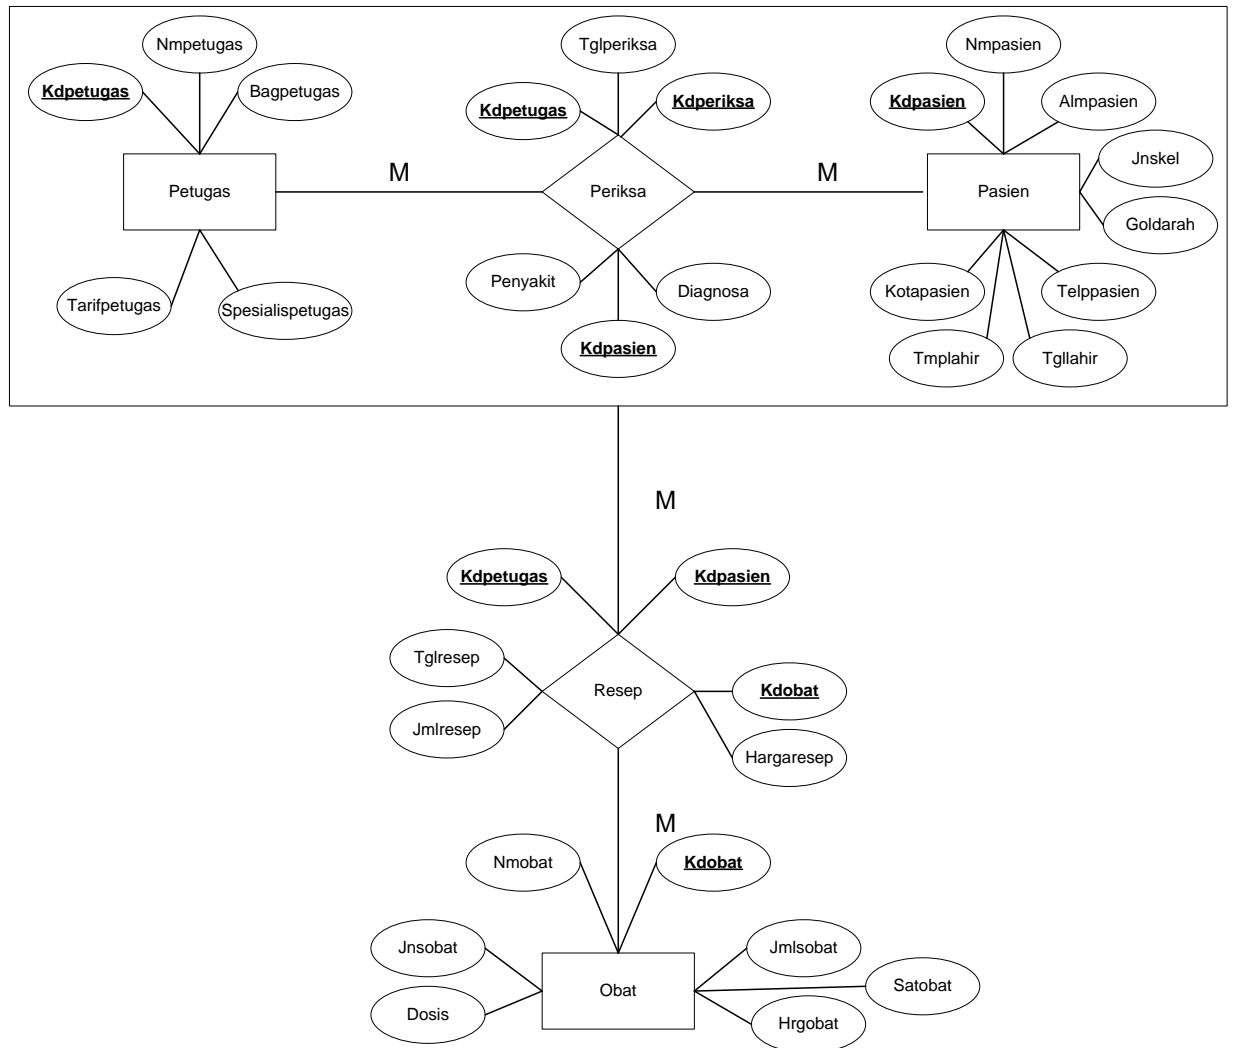 Nmpetugas
Tglperiksa
Nmpasien
Kdpetugas
Bagpetugas
Kdpetugas
Kdperiksa
Kdpasien
Almpasien
Jnskel
M
M
Petugas
Periksa
Pasien
Goldarah
Penyakit
Diagnosa
Kotapasien
Telppasien
Tarifpetugas
Spesialispetugas
Kdpasien
Tmplahir
Tgllahir
M
Kdpetugas
Kdpasien
Tglresep
Resep
Kdobat
Jmlresep
Hargaresep
M
Nmobat
Kdobat
Jnsobat
Jmlsobat
Satobat
Obat
Dosis
Hrgobat